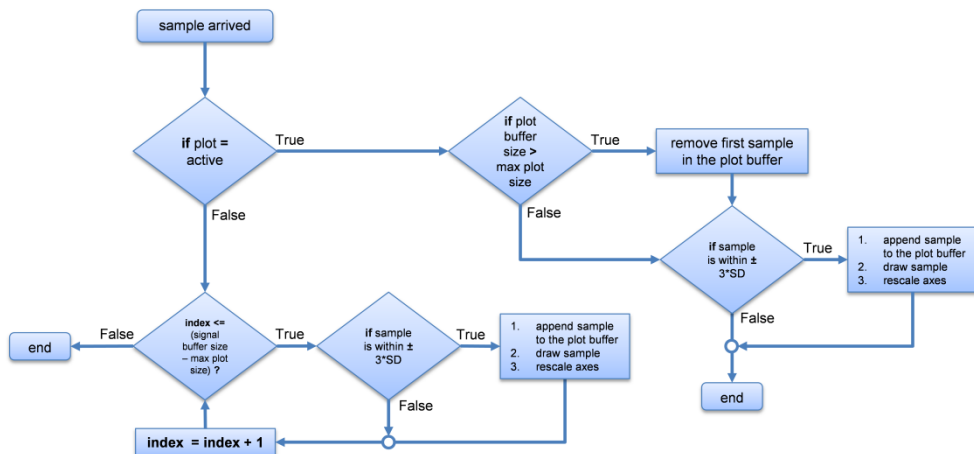 sample arrived
if plot =
active
True
False
if plot
buffer
size >
max plot
size
True
False
remove first sample
in the plot buffer
if sample
is within ±
3*SD
True
False
1. append sample
to the plot buffer
2. draw sample
3. rescale axes
end
index <=
(signal
buffer size
– max plot
size) ?
False
end
True
if sample
is within ±
3*SD
True
False
1. append sample
to the plot buffer
2. draw sample
3. rescale axes
index = index + 1